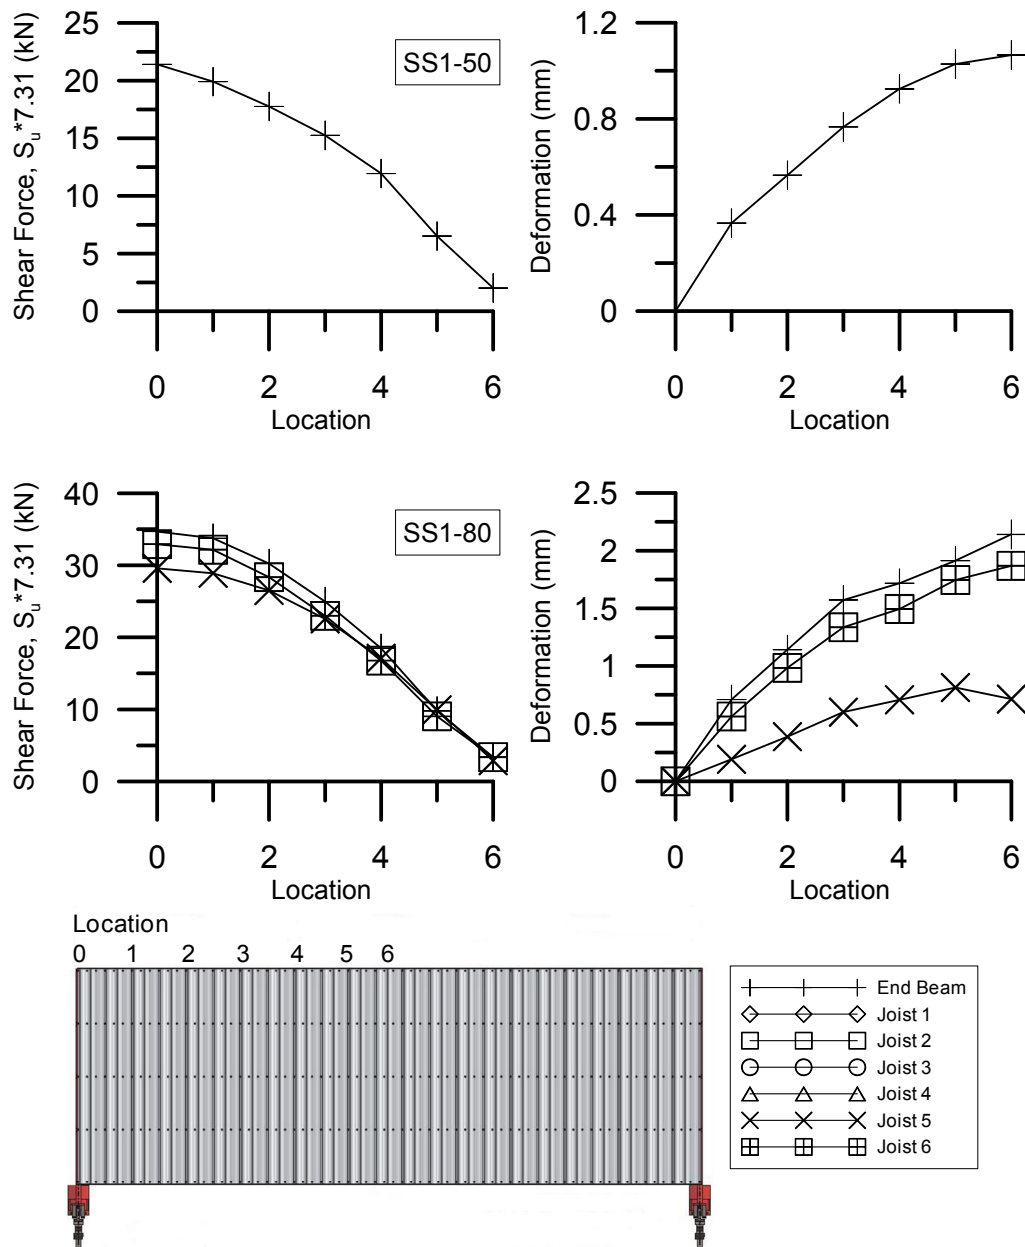 25
20
15
10
5
0
Shear Force, Su*7.31 (kN)
SS1-50
0 2 4 6
Location
1.2
0.8
0.4
0
Deformation (mm)
0 2 4 6
Location
40
30
20
10
0
Shear Force, Su*7.31 (kN)
SS1-80
0 2 4 6
Location
2.5
2
1.5
1
0.5
0
Deformation (mm)
0 2 4 6
Location
Location
0 1 2 3 4 5 6
End Beam
Joist 1
Joist 2
Joist 3
Joist 4
Joist 5
Joist 6